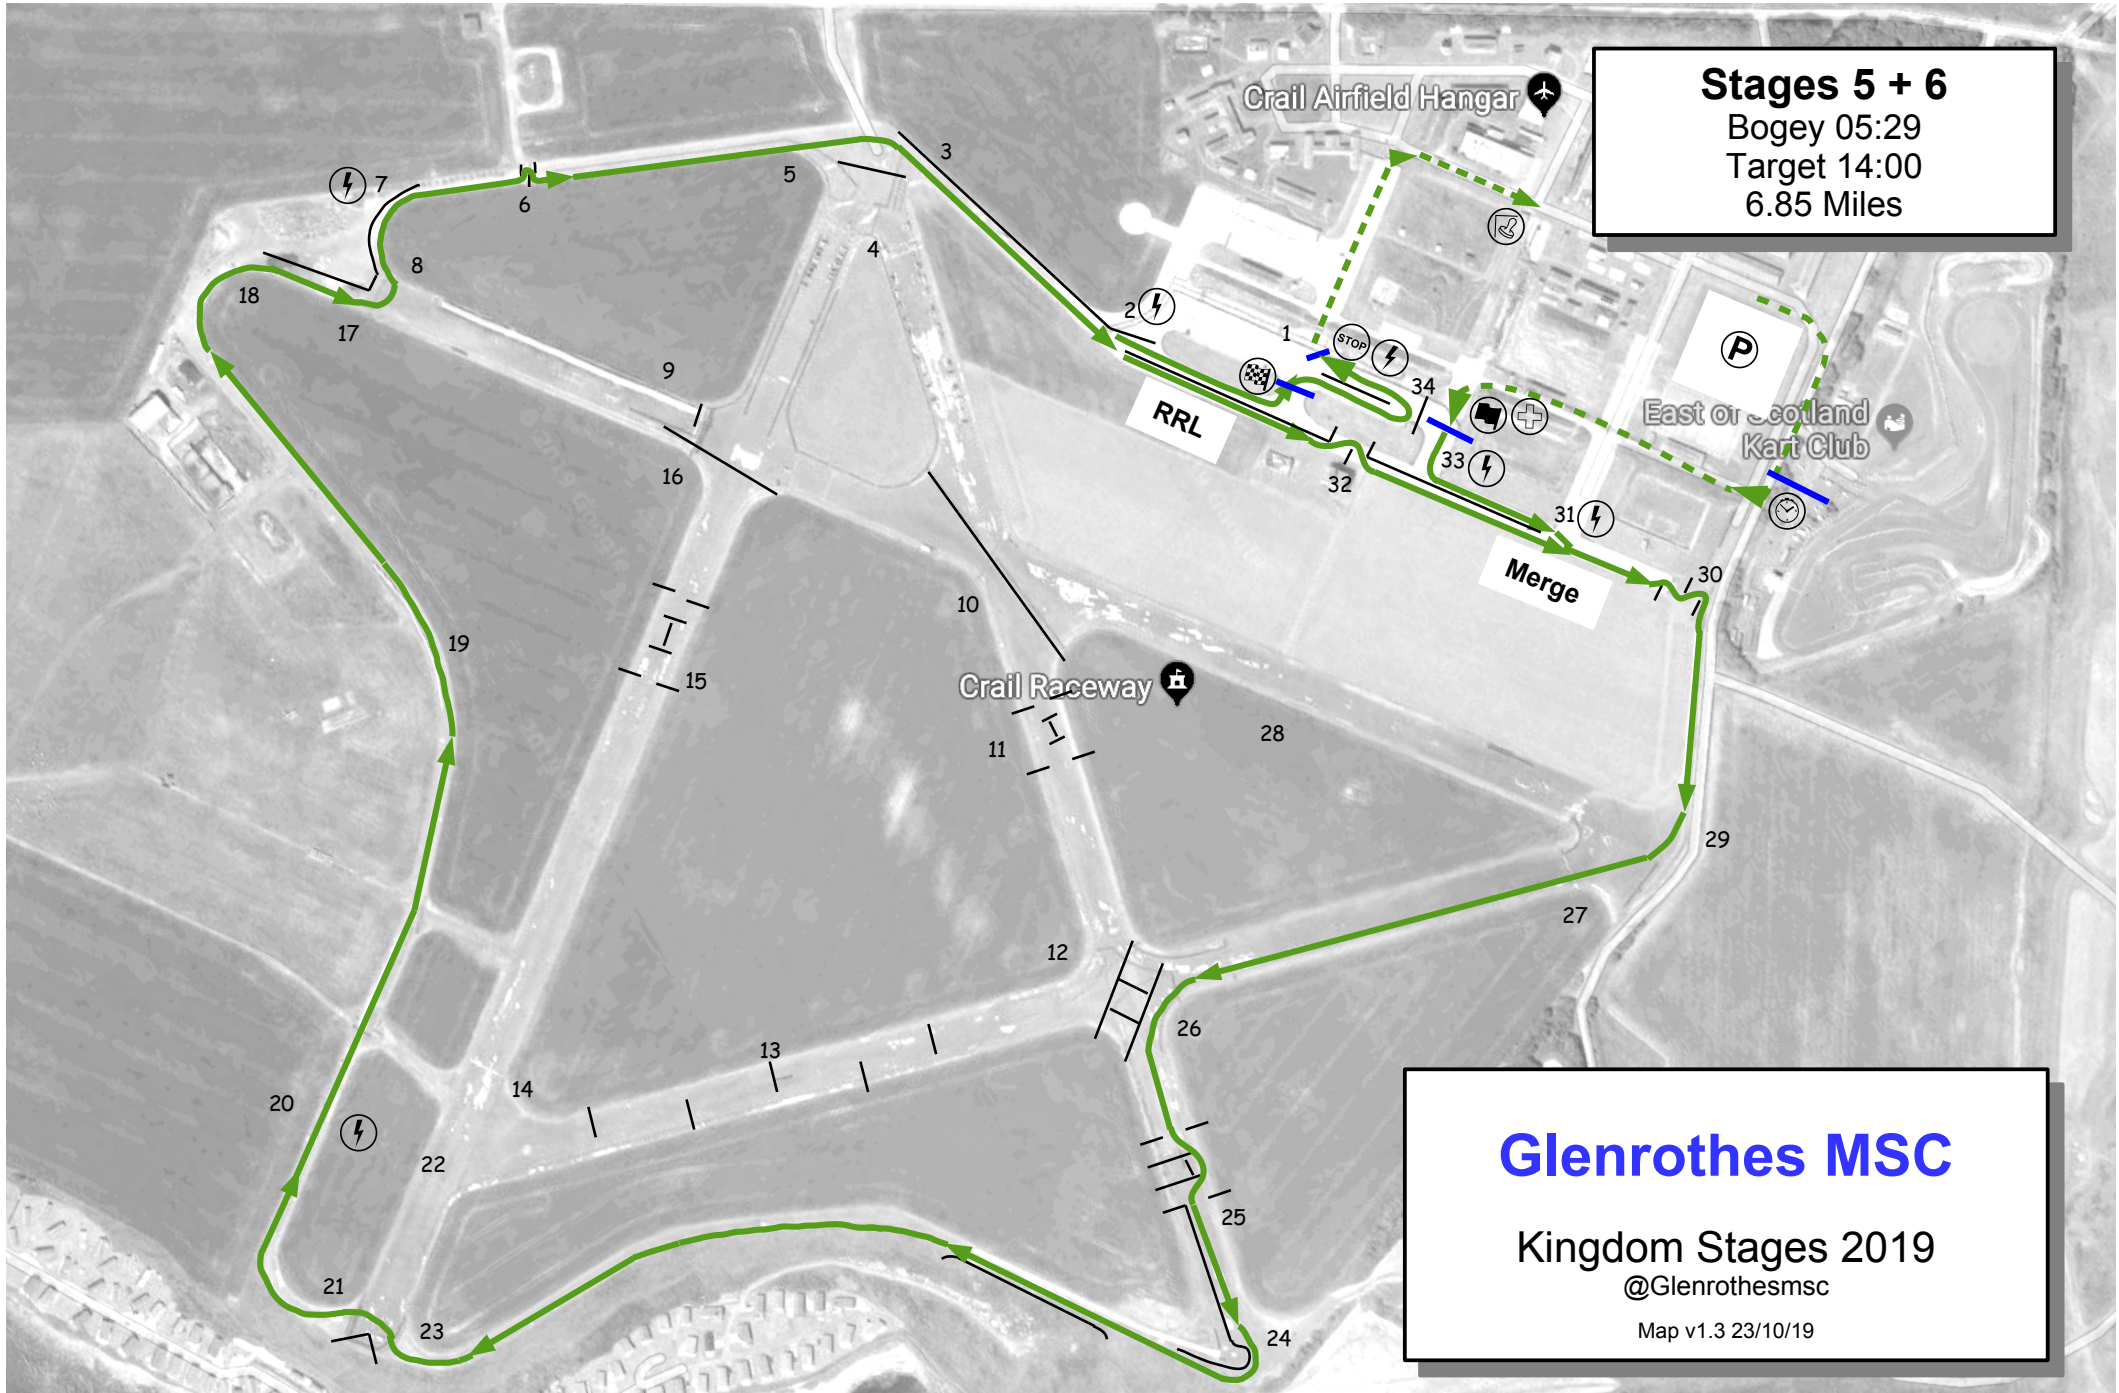 Stages 5 + 6
Bogey 05:29
Target 14:00
6.85 Miles
Crail Airfield Hangar
3
5
7
6
4
8
18
17
2
1
STOP
P
9
34
RRL
East of Scotland
Kart Club
33
16
32
31
30
Merge
10
19
15
Crail Raceway
11
28
29
27
12
26
13
14
20
22
25
21
23
24
Glenrothes MSC
Kingdom Stages 2019
@Glenrothesmsc
Map v1.3 23/10/19